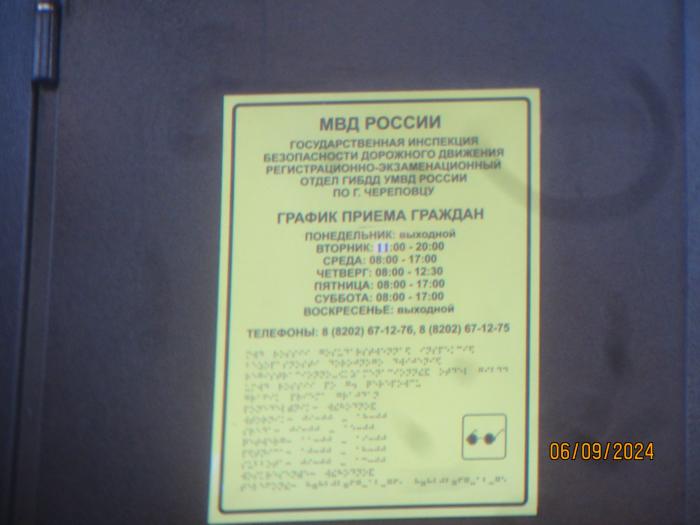 МВД РОССИИ
ГОСУДАРСТВЕННАЯ ИНСПЕКЦИЯ
БЕЗОПАСНОСТИ ДОРОЖНОГО ДВИЖЕНИЯ
РЕГИСТРАЦИОННО-ЭКЗАМЕНАЦИОННЫЙ
ОТДЕЛ ГИБДД УМВД РОССИИ
ПО Г. ЧЕРЕПОВЦУ
ГРАФИК ПРИЕМА ГРАЖДАН
ПОНЕДЕЛЬНИК: выходной
ВТОРНИК: 11:00 - 20:00
СРЕДА: 08:00 - 17:00
ЧЕТВЕРГ: 08:00 - 12:30
ПЯТНИЦА: 08:00 - 17:00
СУББОТА: 08:00 - 17:00
ВОСКРЕСЕНЬЕ: выходной
ТЕЛЕФОНЫ: 8 (8202) 67-12-76, 8 (8202) 67-12-75
06/09/2024